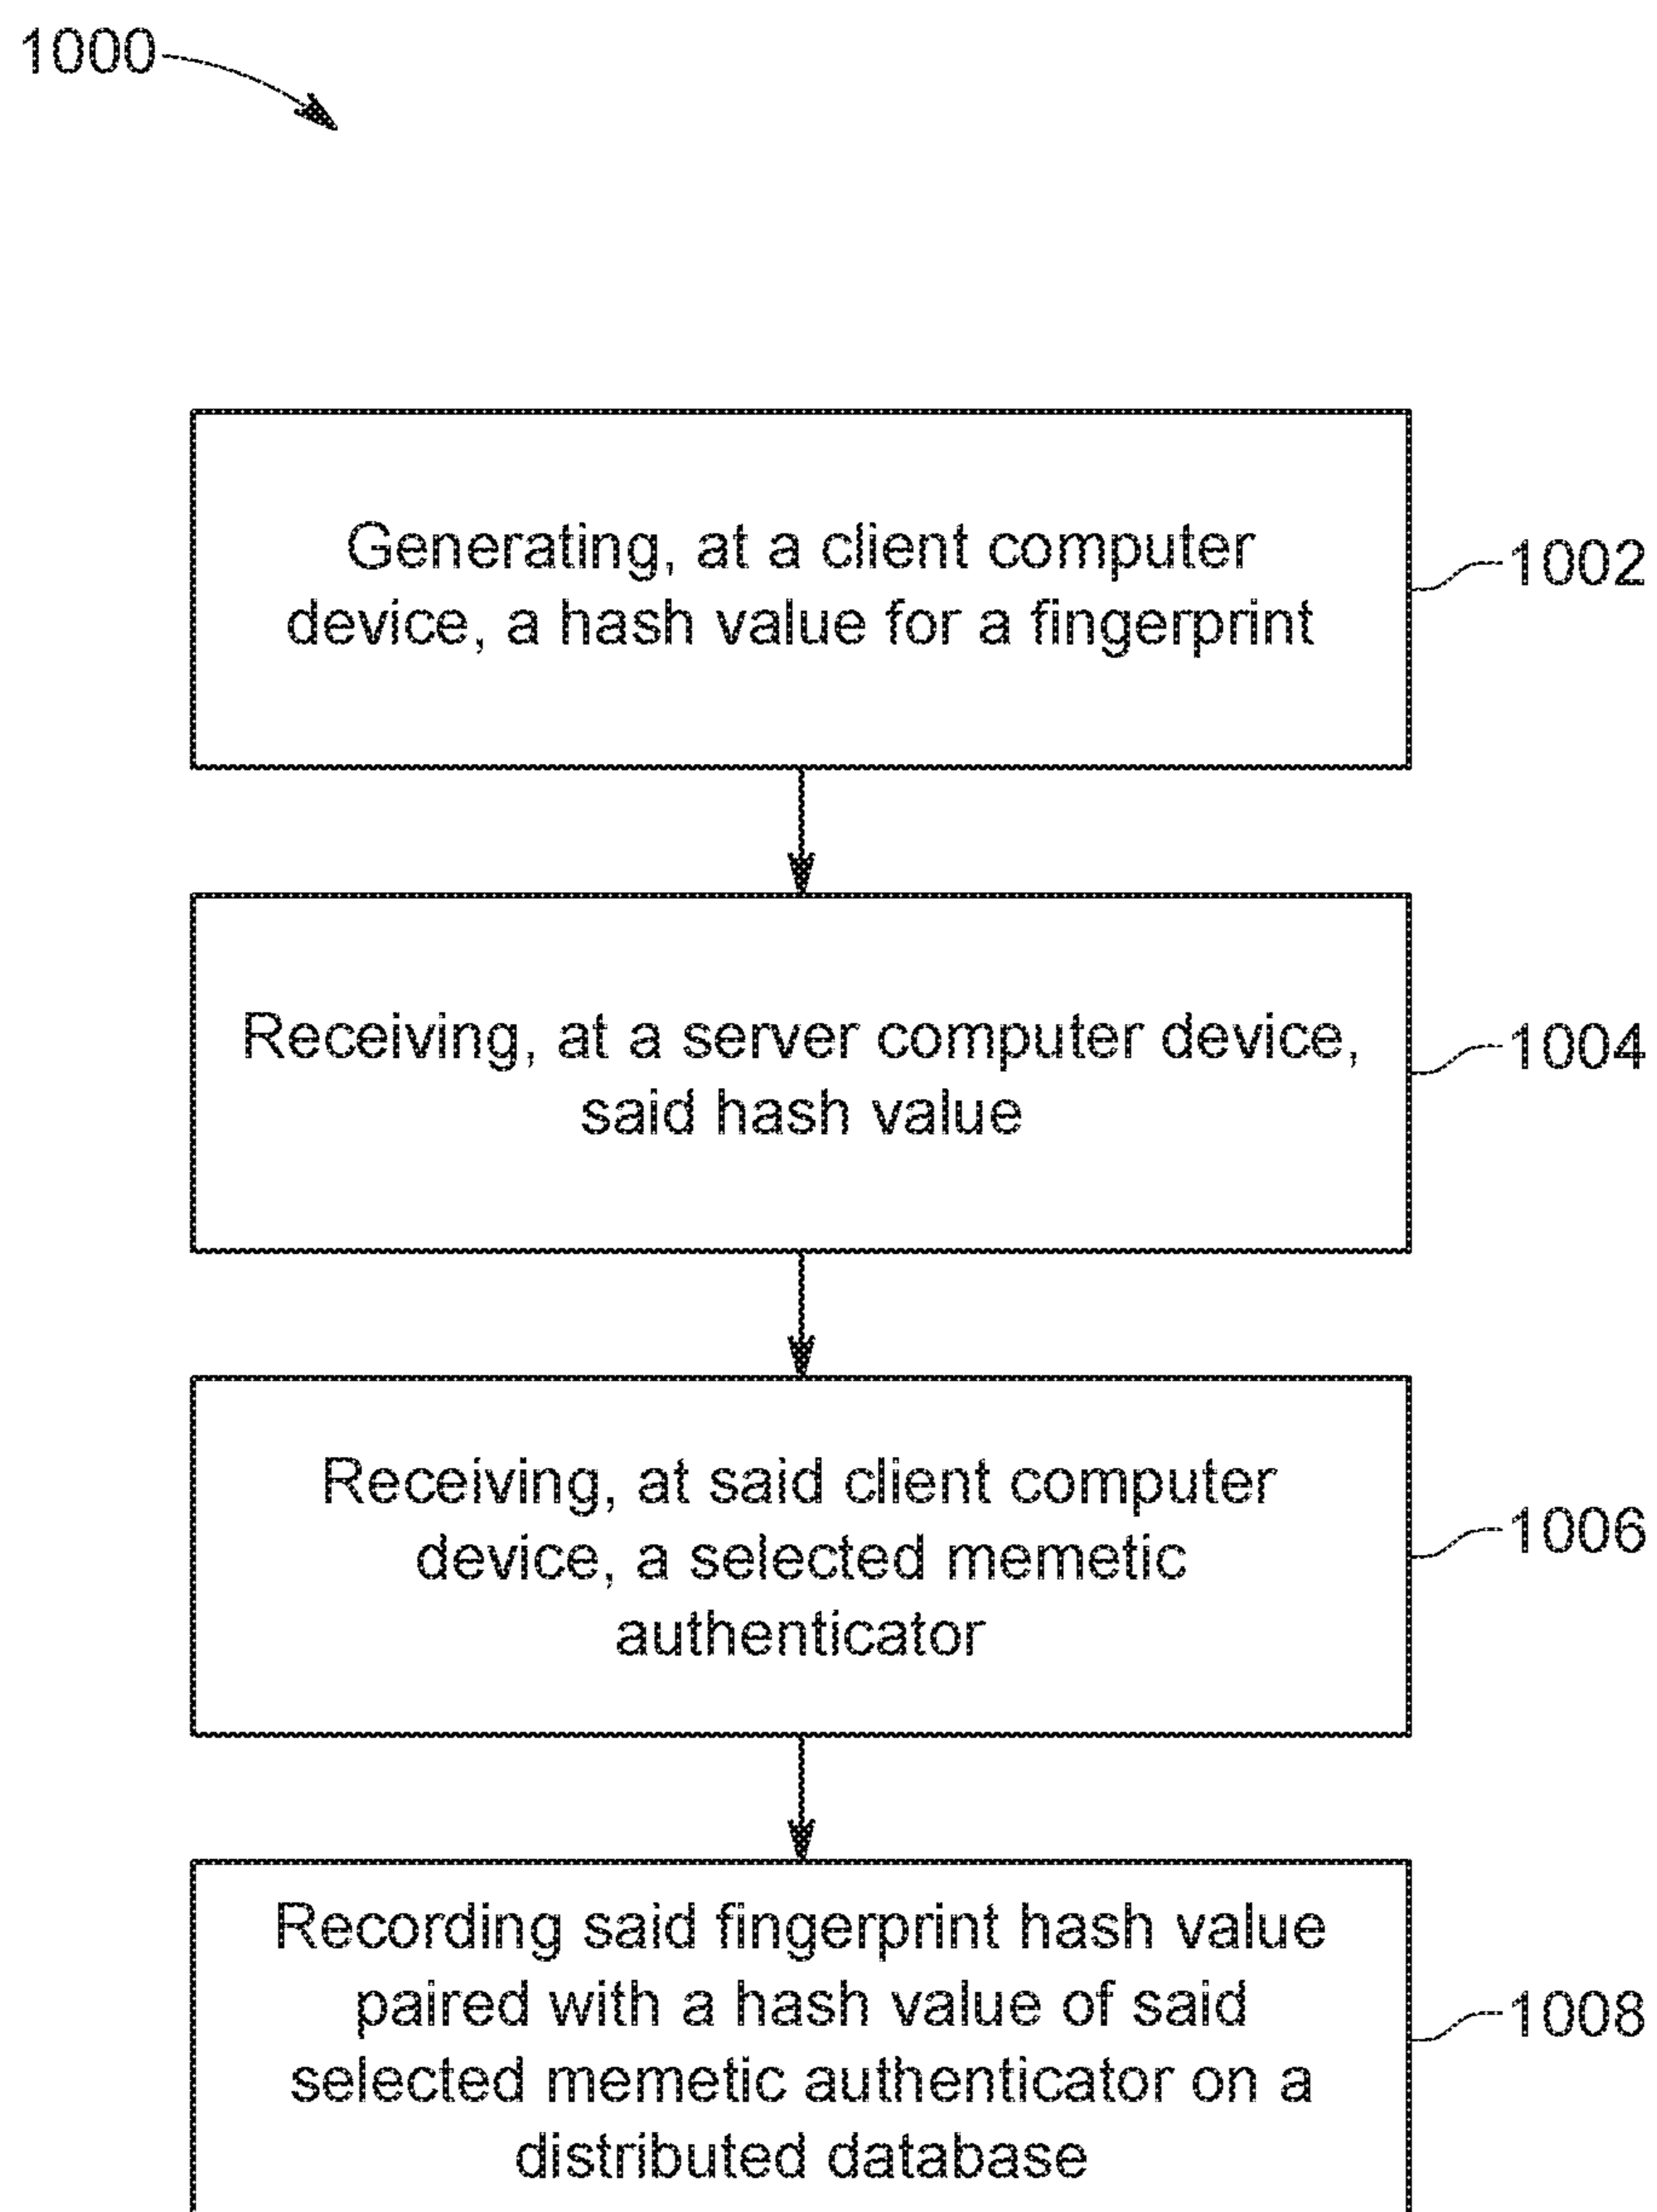 1000
Generating, at a client computer
device, a hash value for a fingerprint
1002
Receiving, at a server computer device,
said hash value
1004
Receiving, at said client computer
device, a selected memetic
authenticator
1006
Recording said fingerprint hash value
paired with a hash value of said
selected memetic authenticator on a
distributed database
1008